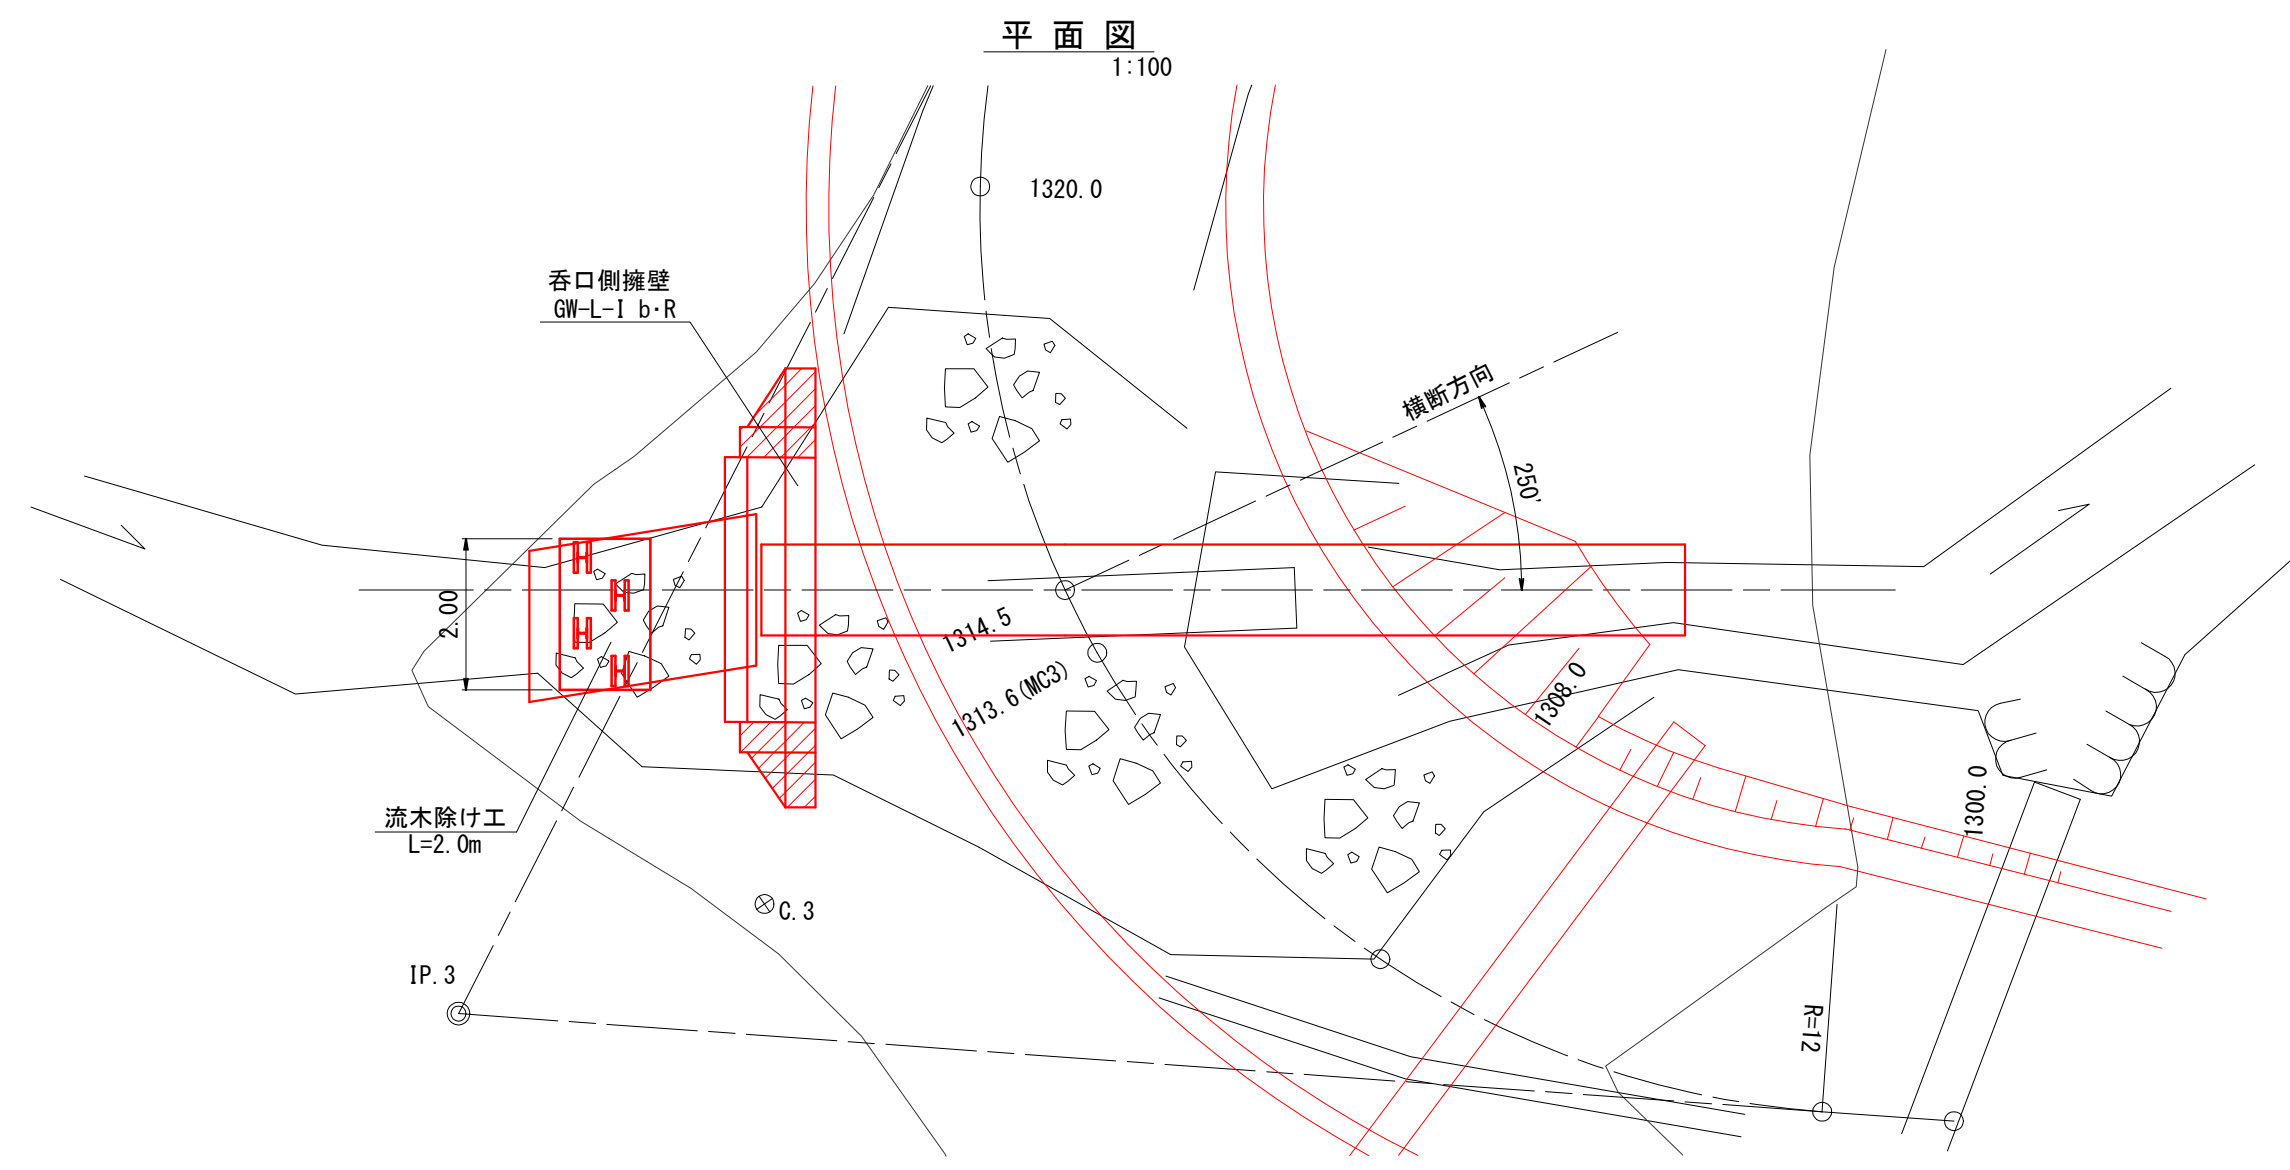 平 面 図
1:100
1320.0
呑口側擁壁
GW-L-I b・R
横断方向
250'
2.00
1314.5
1313.6(MC3)
1308.0
1300.0
流木除け工
L=2.0m
C.3
IP.3
R=12